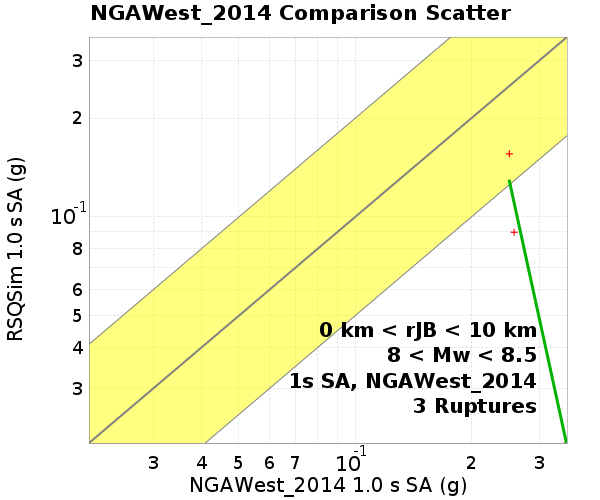 NGAWest_2014 Comparison Scatter
RSQSim 1.0 s SA (g)
3
2
10-1
8
6
5
4
3
0 km < rJB < 10 km
8 < Mw < 8.5
1s SA, NGAWest_2014
3 Ruptures
3 4 5 6 7 10-1 2 3
NGAWest_2014 1.0 s SA (g)